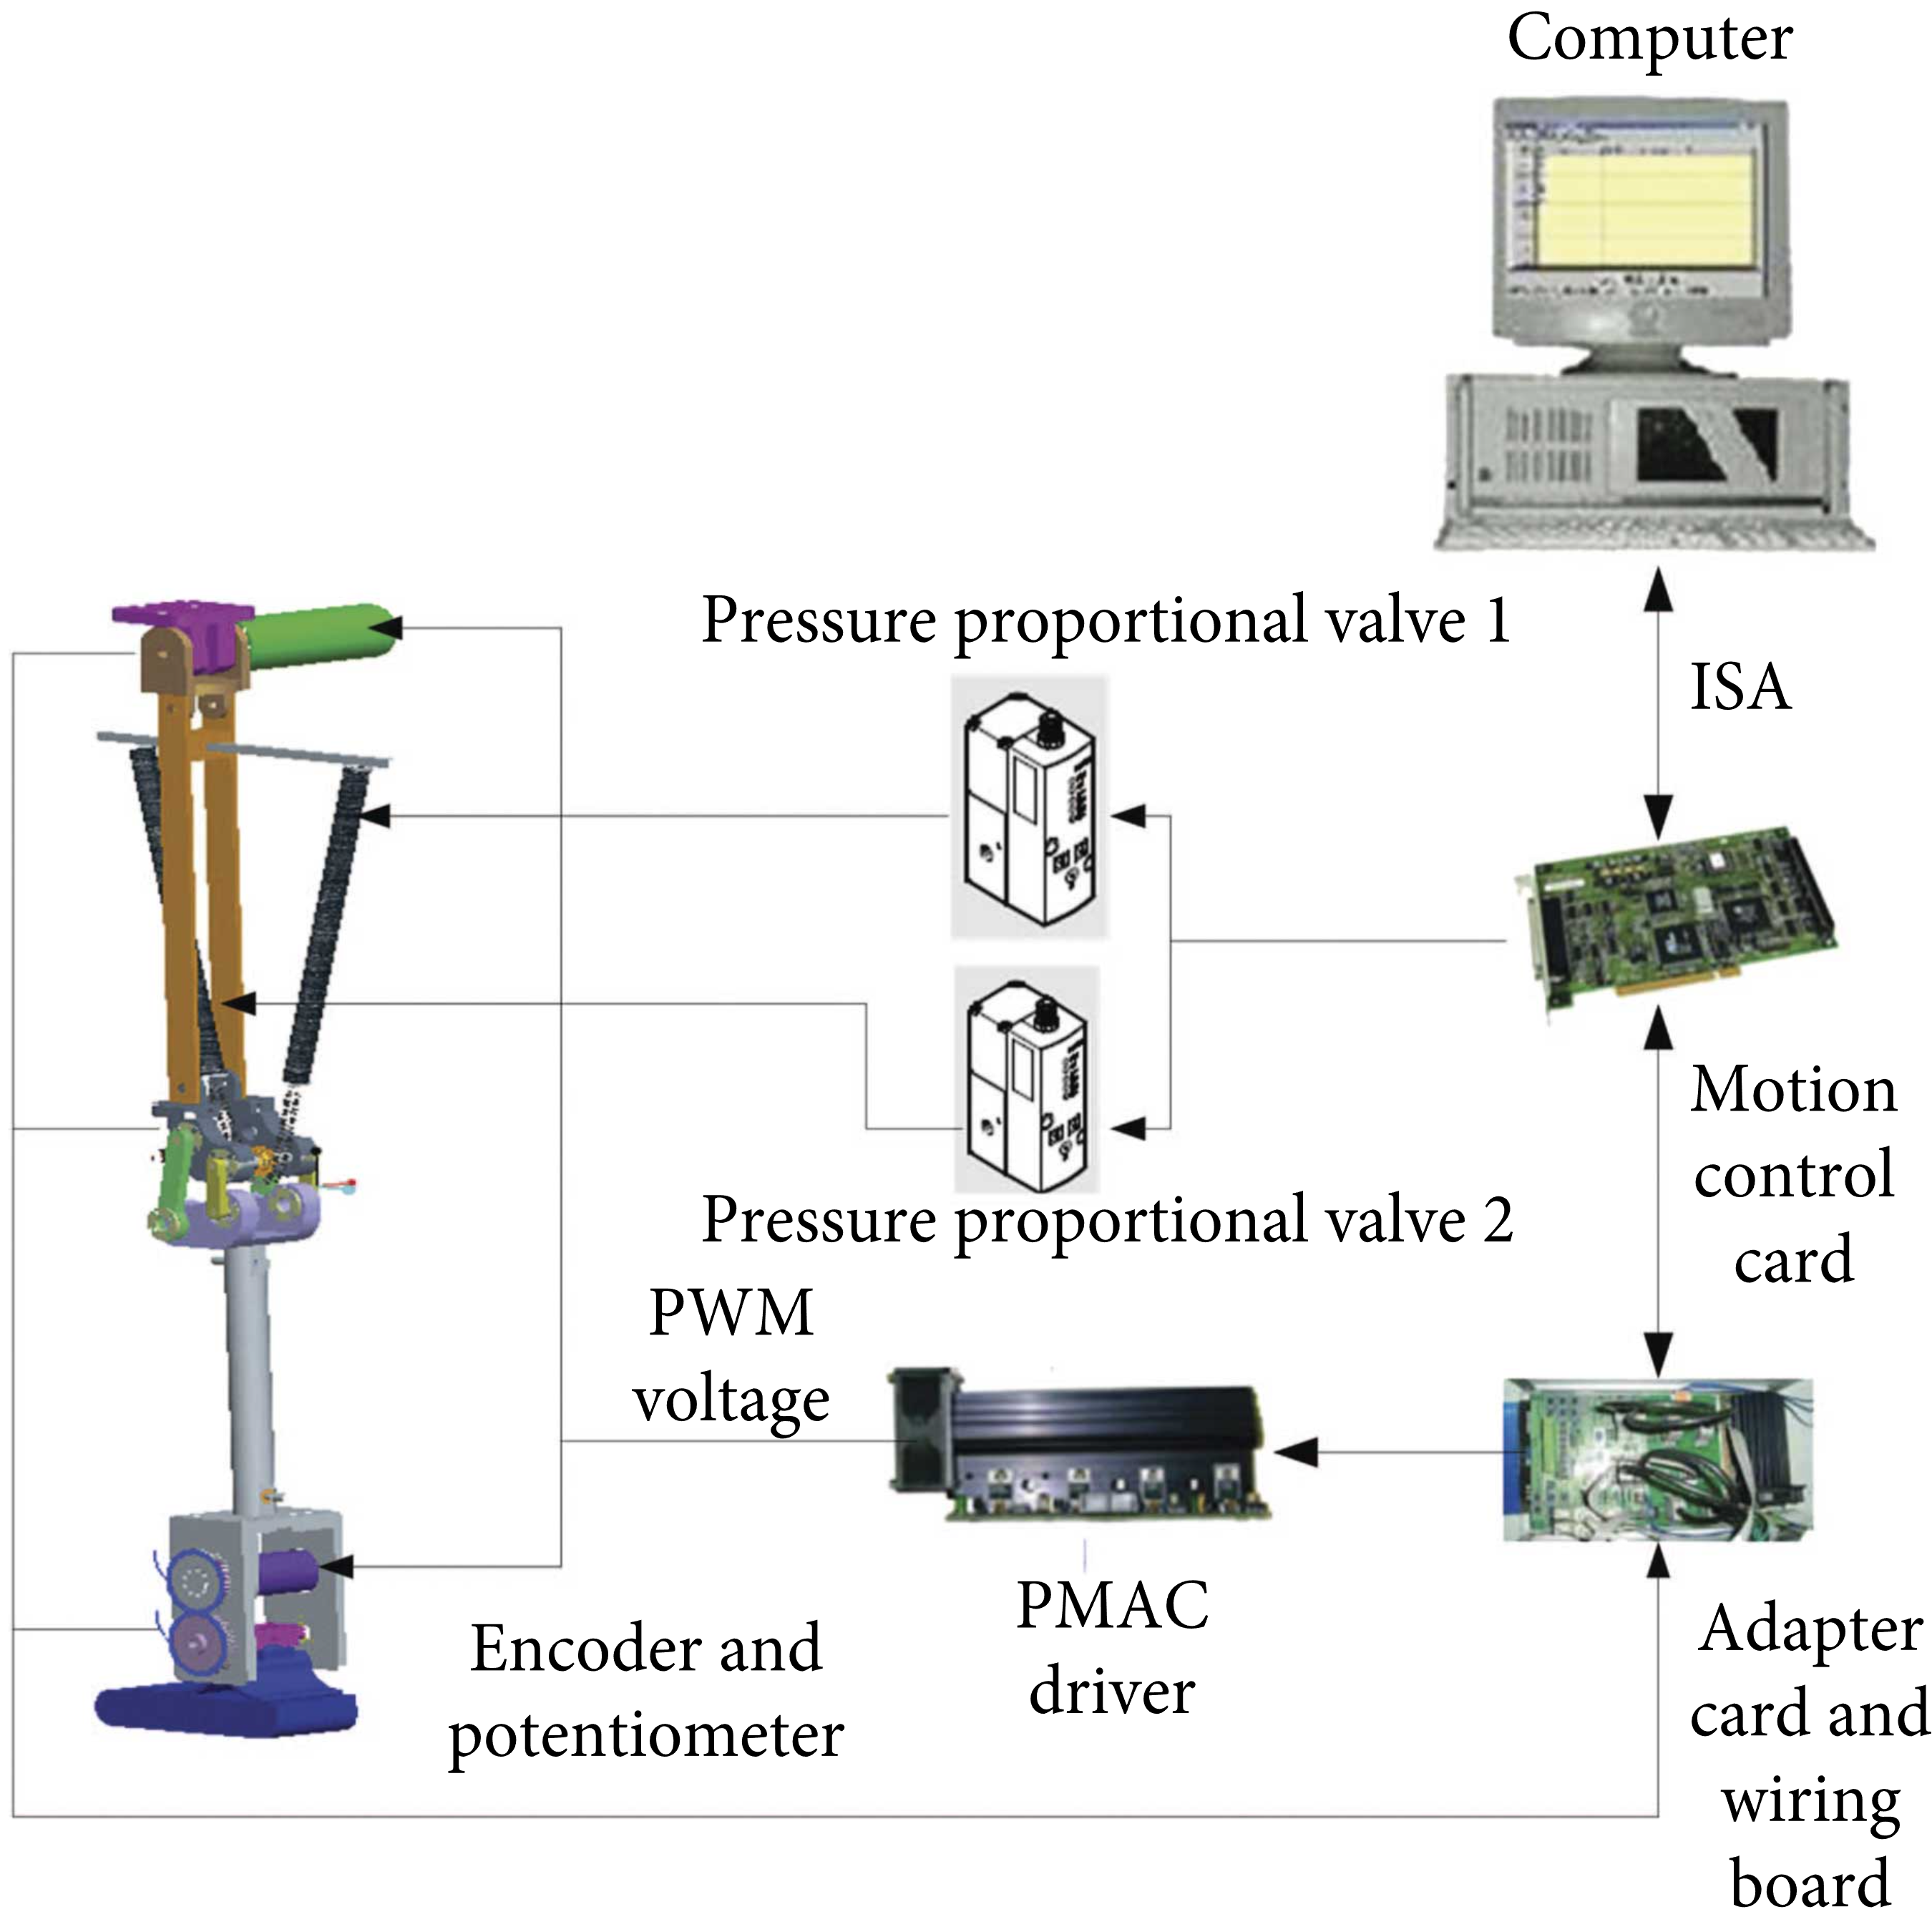 Computer
Pressure proportional valve 1
ISA
Motion
control
card
Pressure proportional valve 2
PWM
voltage
Encoder and
potentiometer
PMAC
driver
Adapter
card and
wiring
board